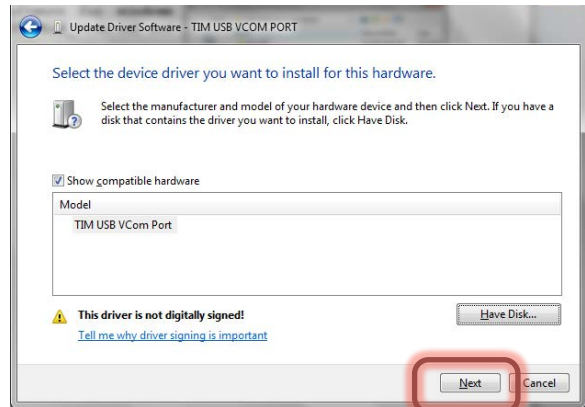 Update Driver Software - TIM USB VCOM PORT
Select the device driver you want to install for this hardware.
Select the manufacturer and model of your hardware device and then click Next. If you have a
disk that contains the driver you want to install, click Have Disk.
Show compatible hardware
Model
TIM USB VCom Port
This driver is not digitally signed!
Have Disk...
Tell me why driver signing is important
Next
Cancel